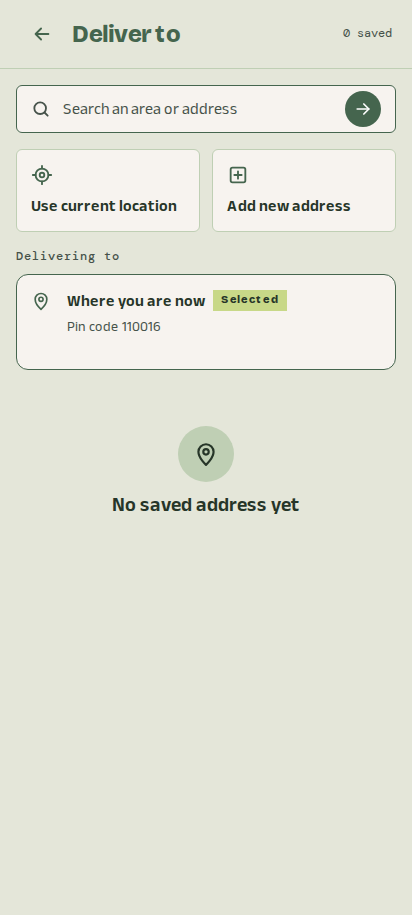 Deliver to
0 saved
Search an area or address
Use current location
Add new address
Delivering to
Where you are now
Selected
Pin code 110016
No saved address yet